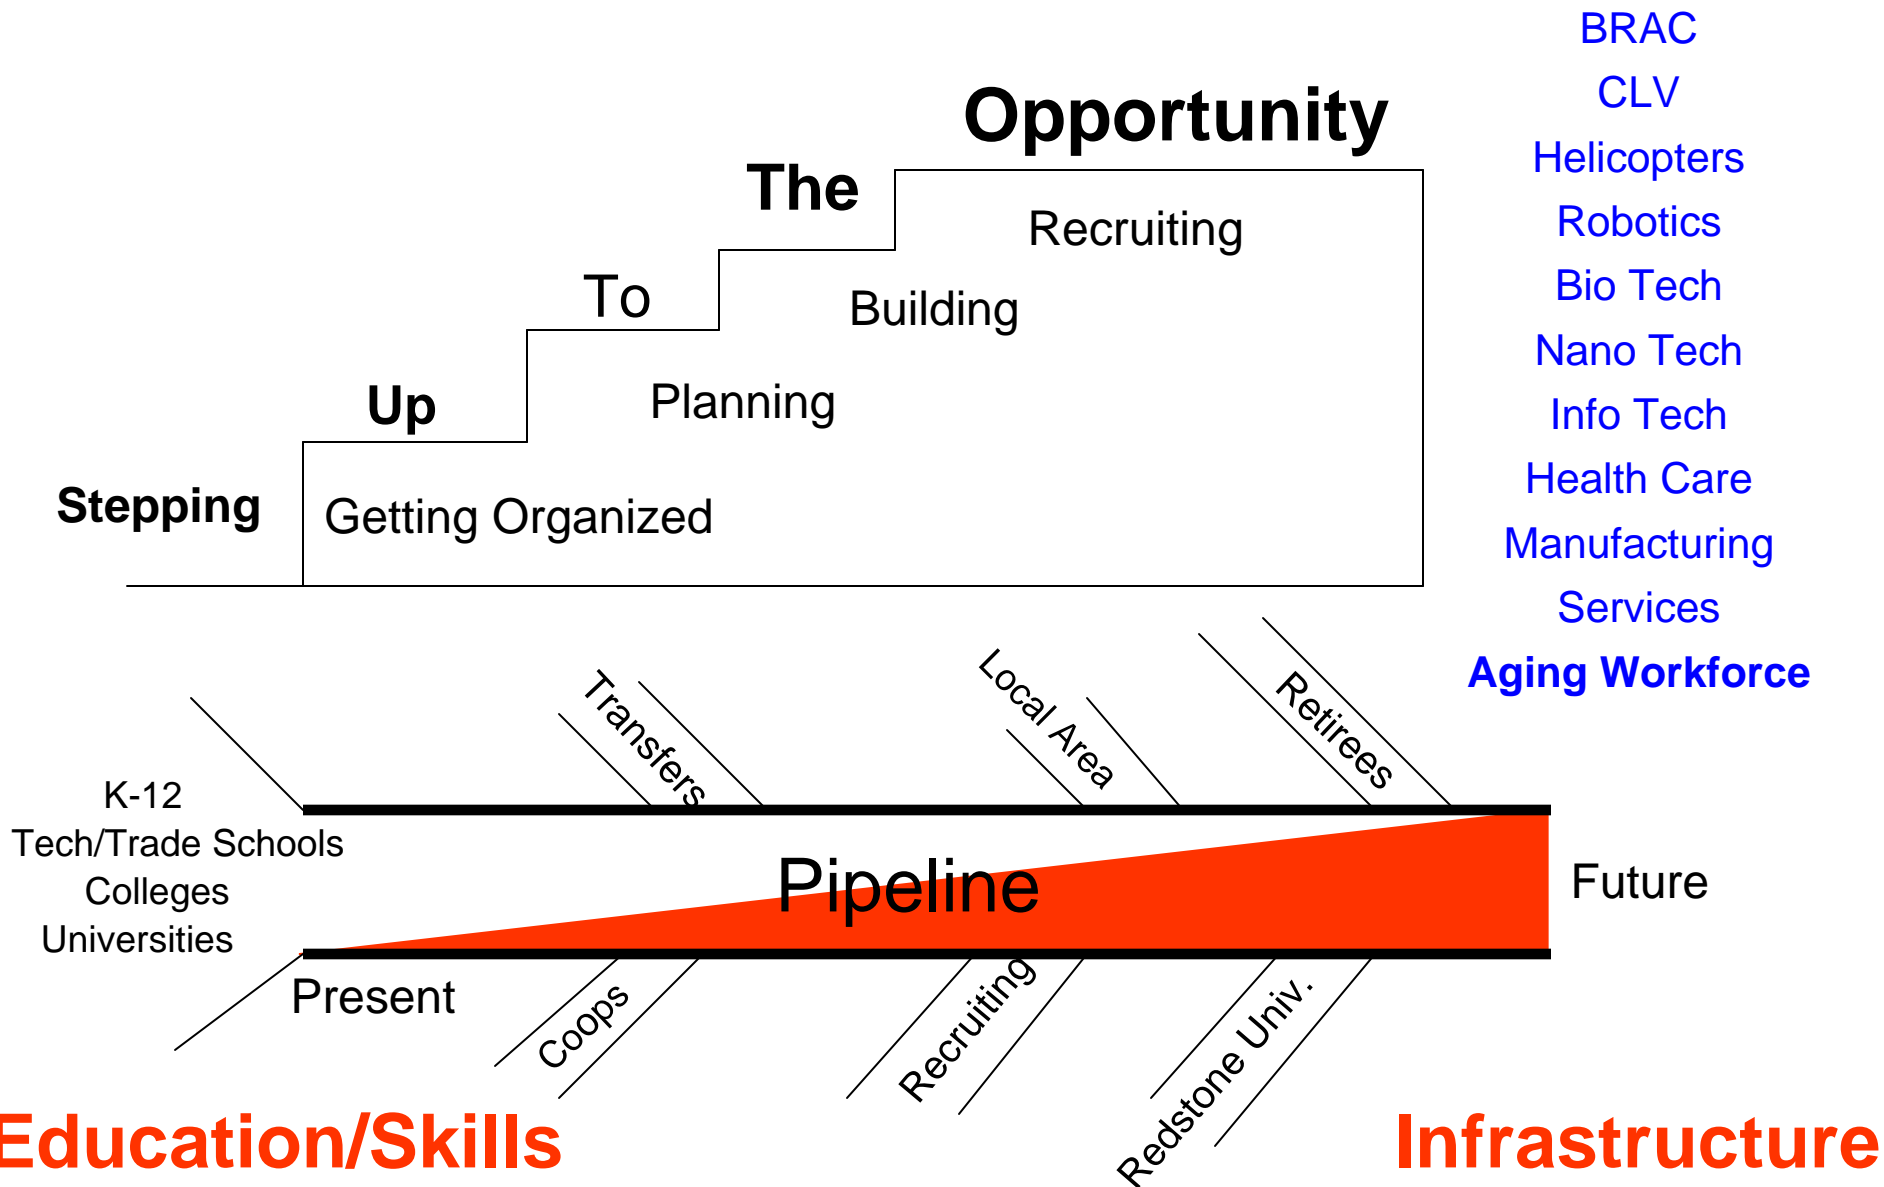 BRAC
CLV
Helicopters
Robotics
Bio Tech
Nano Tech
Info Tech
Health Care
Manufacturing
Services
Aging Workforce
Stepping
Up
To
The
Opportunity
Getting Organized
Planning
Building
Recruiting
K-12
Tech/Trade Schools
Colleges
Universities
Transfers
Local Area
Retirees
Pipeline
Present
Future
Coops
Recruiting
Redstone Univ.
Education/Skills
Infrastructure